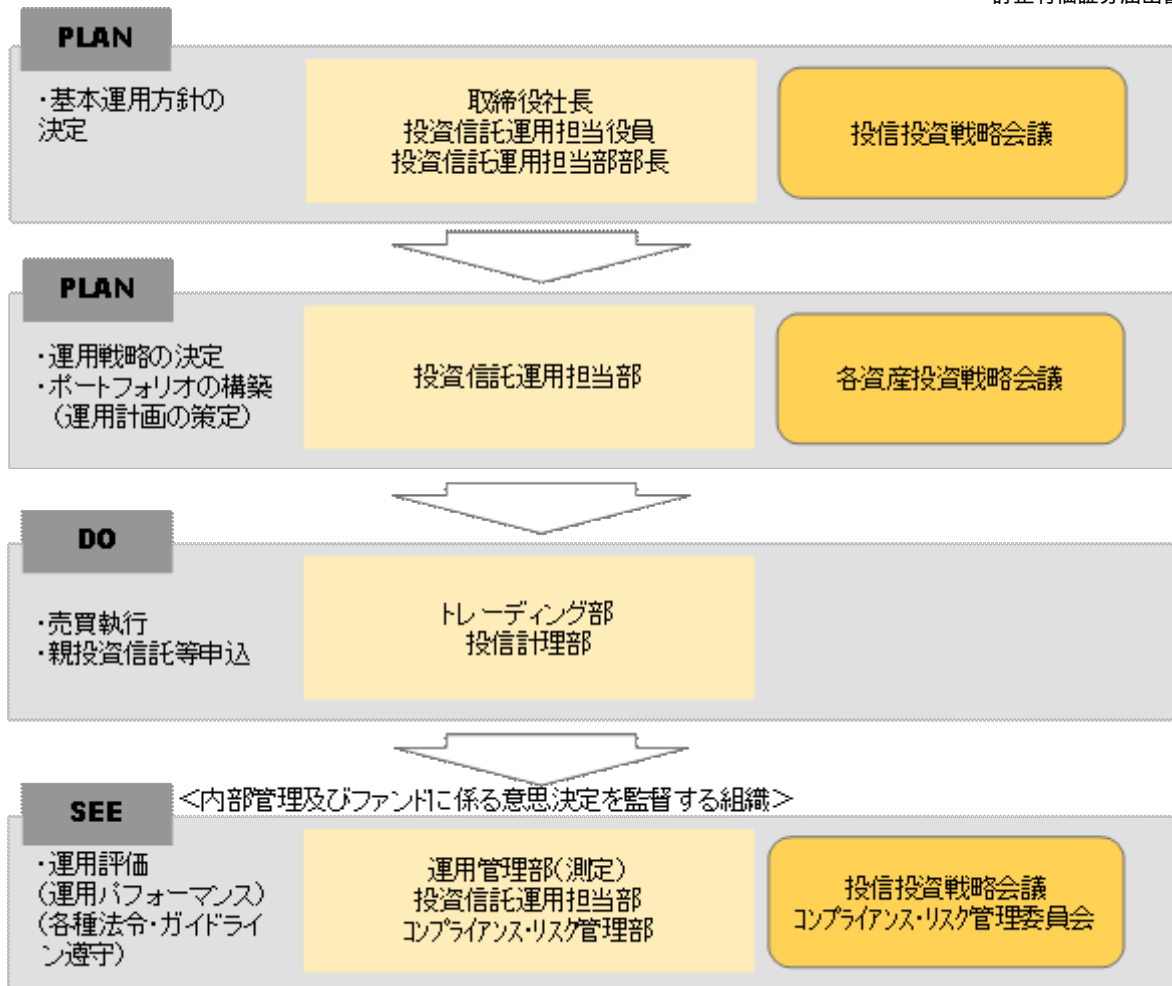 PLAN
・基本運用方針の
決定
取締役社長
投資信託運用担当役員
投資信託運用担当部部長
投信投資戦略会議
PLAN
・運用戦略の決定
・ポートフォリオの構築
(運用計画の策定)
投資信託運用担当部
各資産投資戦略会議
DO
・売買執行
・親投資信託等申込
トレーディング部
投信計理部
SEE
<内部管理及びファンドに係る意思決定を監督する組織>
・運用評価
(運用パフォーマンス)
(各種法令・ガイドライ
ン遵守)
運用管理部(測定)
投資信託運用担当部
コンプライアンス・リスク管理部
投信投資戦略会議
コンプライアンス・リスク管理委員会